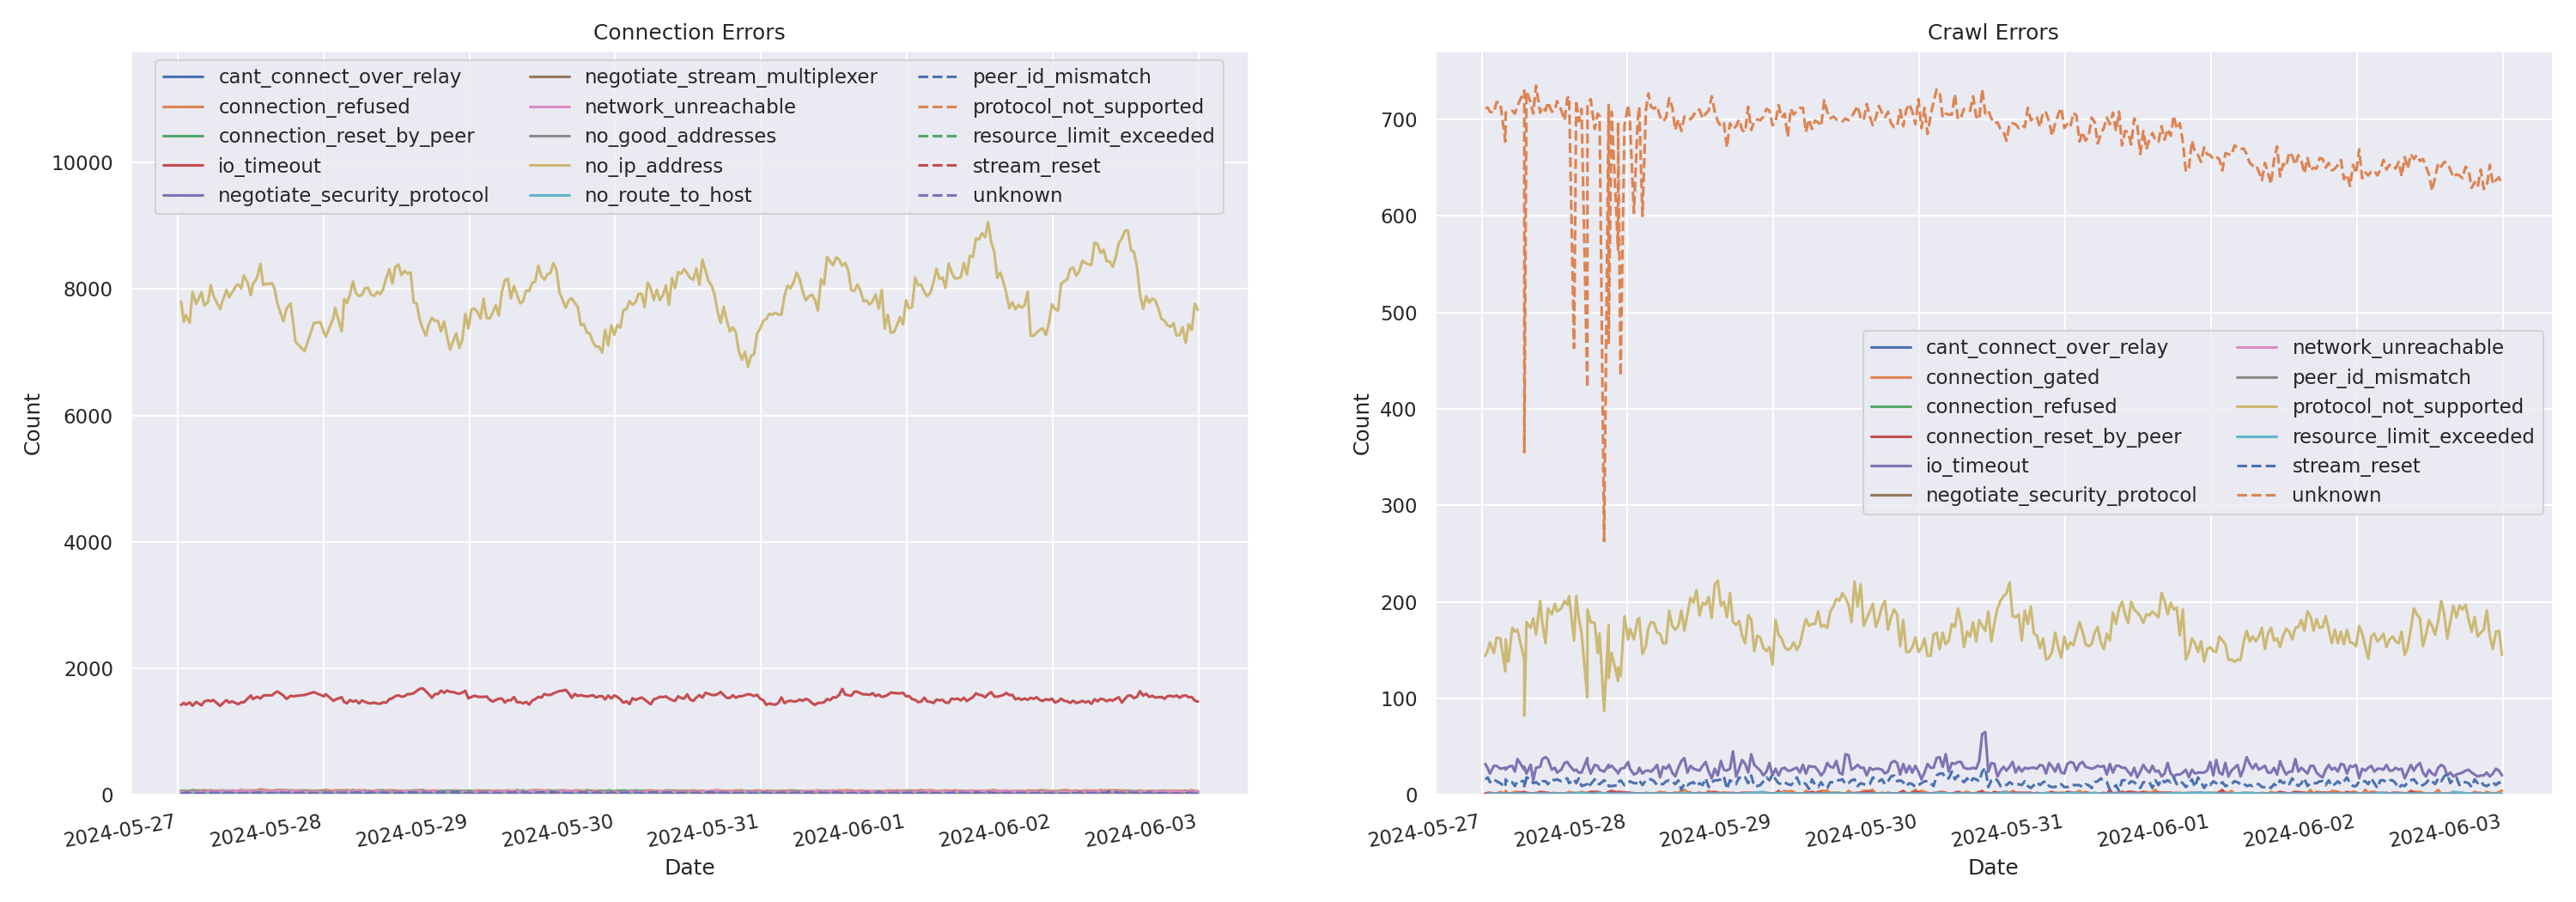 Connection Errors
cant_connect_over_relay
connection_refused
connection_reset_by_peer
io_timeout
negotiate_security_protocol
negotiate_stream_multiplexer
network_unreachable
no_good_addresses
no_ip_address
no_route_to_host
peer_id_mismatch
protocol_not_supported
resource_limit_exceeded
stream_reset
unknown
10000
8000
6000
4000
2000
0
Count
2024-05-27
2024-05-28
2024-05-29
2024-05-30
2024-05-31
2024-06-01
2024-06-02
2024-06-03
Date
Crawl Errors
700
600
500
400
300
200
100
0
Count
cant_connect_over_relay
connection_gated
connection_refused
connection_reset_by_peer
io_timeout
negotiate_security_protocol
network_unreachable
peer_id_mismatch
protocol_not_supported
resource_limit_exceeded
stream_reset
unknown
2024-05-27
2024-05-28
2024-05-29
2024-05-30
2024-05-31
2024-06-01
2024-06-02
2024-06-03
Date